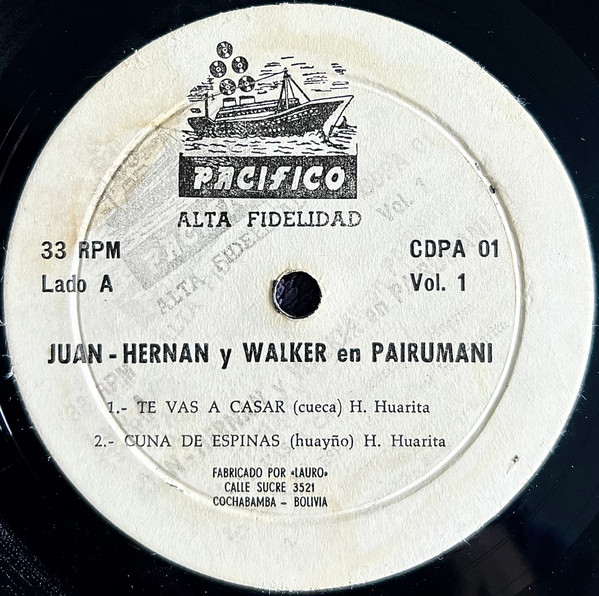 PACIFICO
ALTA FIDELIDAD
33 RPM
CDPA 01
Lado A
Vol. 1
JUAN - HERNAN y WALKER en PAIRUMANI
1.- TE VAS A CASAR (cueca) H. Huarita
2.- CUNA DE ESPINAS (huayño) H. Huarita
FABRICADO POR «LAURO»
CALLE SUCRE 3521
COCHABAMBA - BOLIVIA